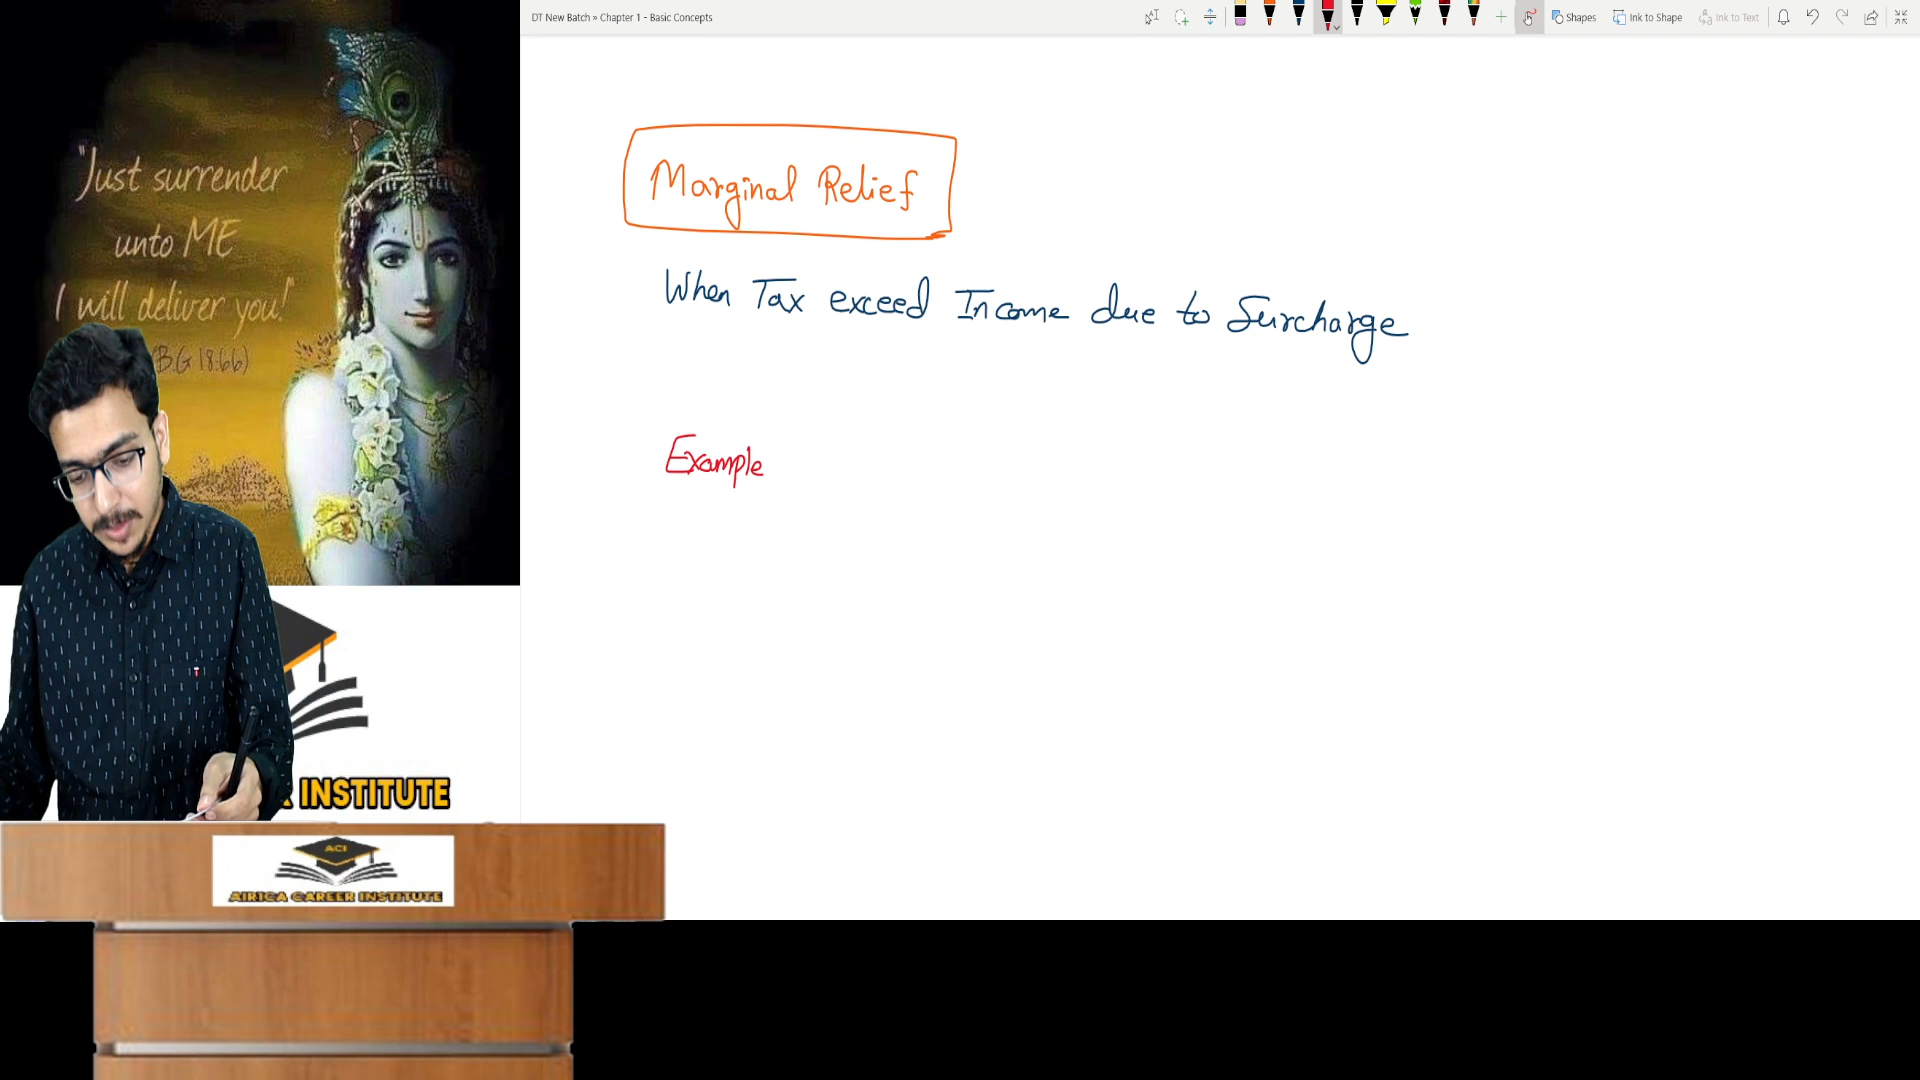 DT New Batch » Chapter 1 - Basic Concepts
Shapes
Ink to Shape
Ink to Text
"Just surrender
unto ME
I will deliver you!"
(B.G 18:66)
Marginal Relief
When Tax exceed Income due to Surcharge
Example
INSTITUTE
ACI
AIRICA CAREER INSTITUTE